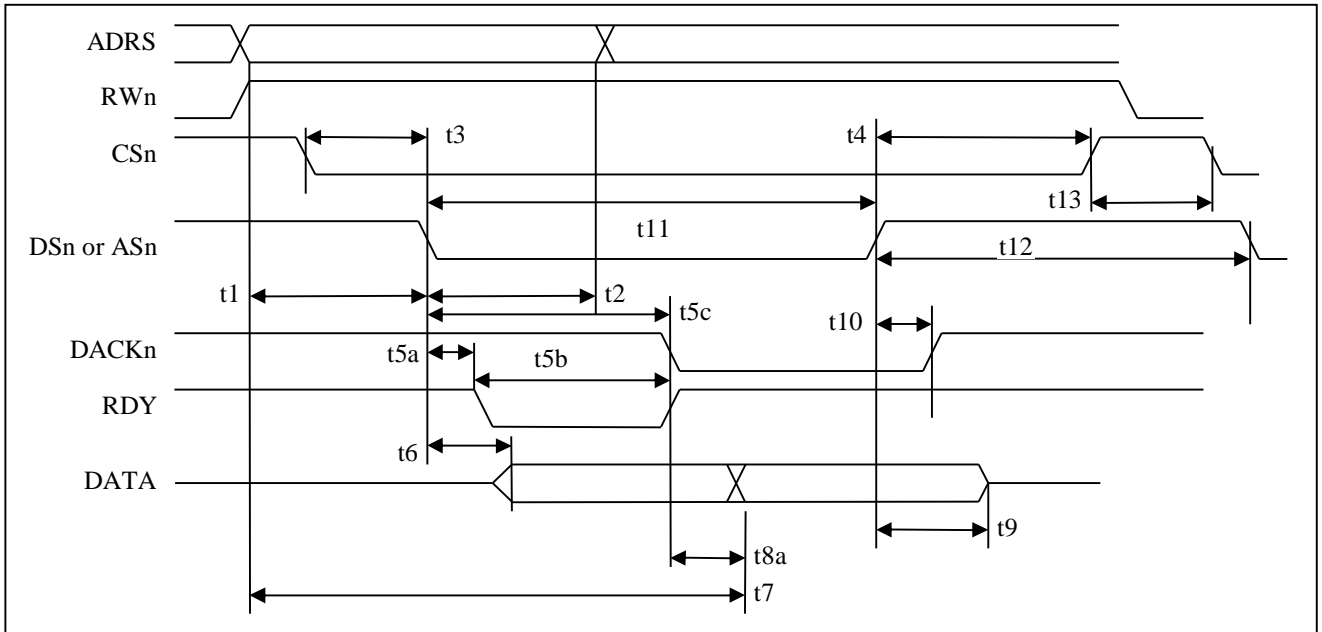 ADRS
RWn
t3
t4
CSn
t13
t11
DSn or ASn
t12
t1
t2
t5c
t10
DACKn
t5a
t5b
RDY
t6
DATA
t9
t8a
t7